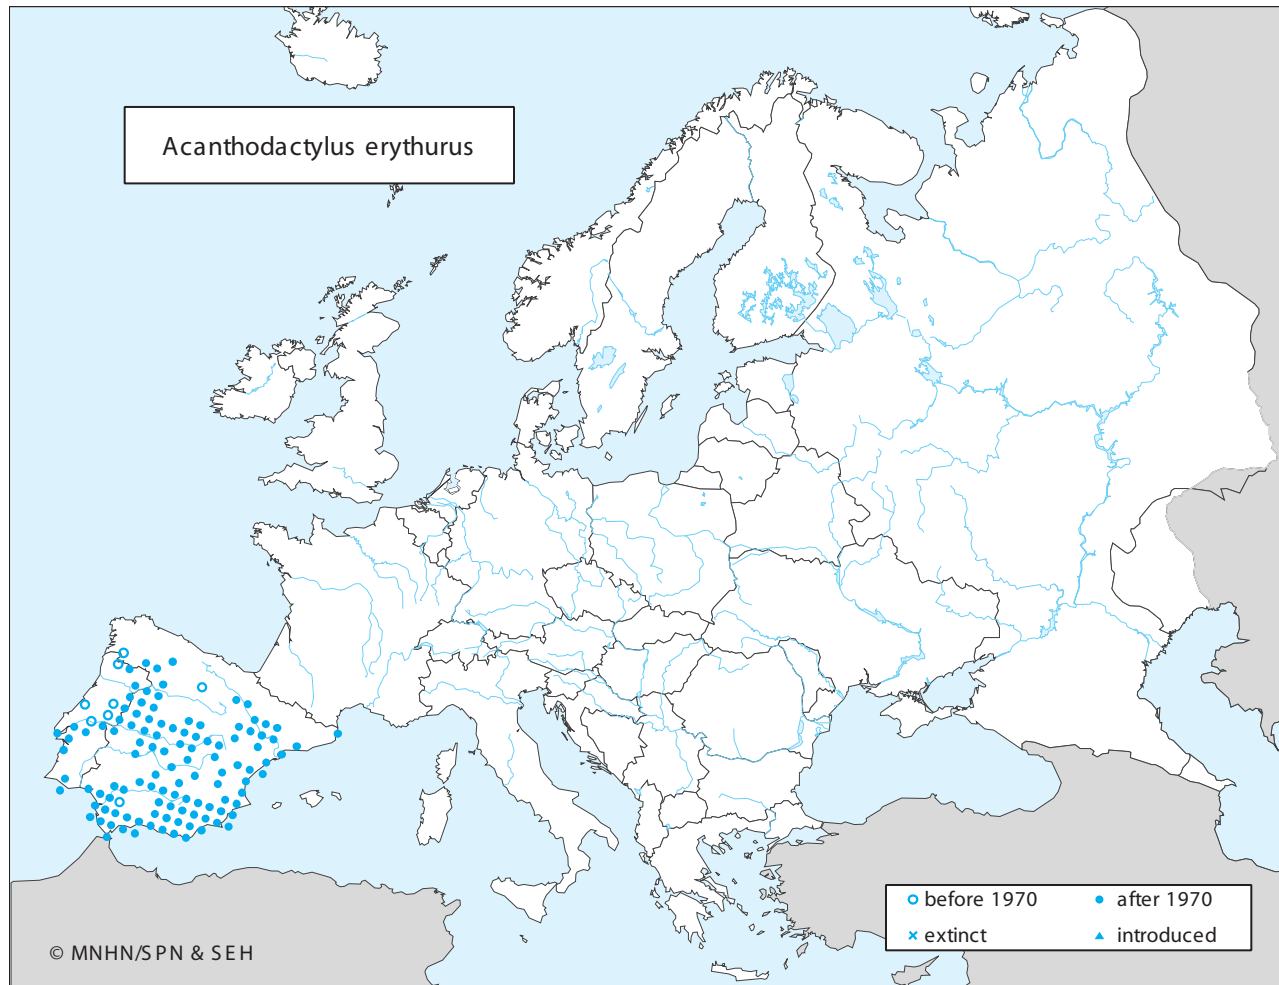 Acanthodactylus erythurus
before 1970
after 1970
extinct
introduced
© MNHN/SPN & SEH